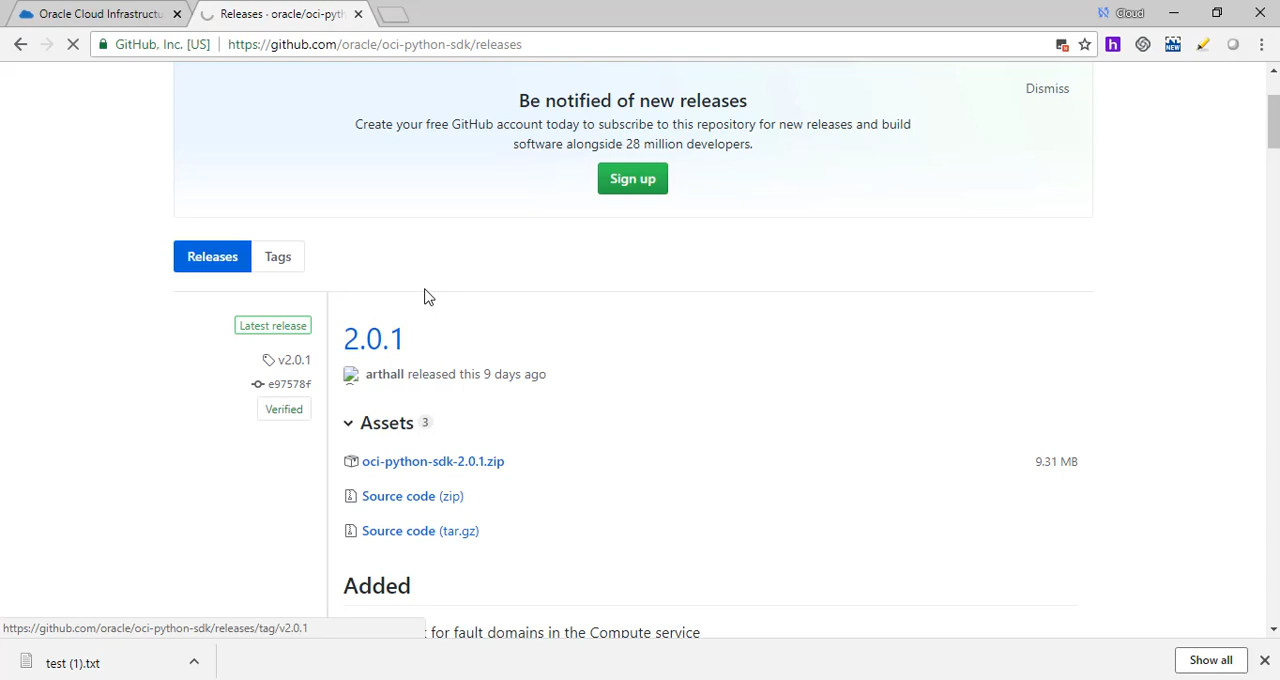 Oracle Cloud Infrastructu
Releases · oracle/oci-pyth
Cloud
GitHub, Inc. [US]
https://github.com/oracle/oci-python-sdk/releases
h
NEW
Be notified of new releases
Dismiss
Create your free GitHub account today to subscribe to this repository for new releases and build
software alongside 28 million developers.
Sign up
Releases
Tags
Latest release
2.0.1
v2.0.1
arthall released this 9 days ago
e97578f
Verified
Assets 3
oci-python-sdk-2.0.1.zip
9.31 MB
Source code (zip)
Source code (tar.gz)
Added
for fault domains in the Compute service
https://github.com/oracle/oci-python-sdk/releases/tag/v2.0.1
test (1).txt
Show all